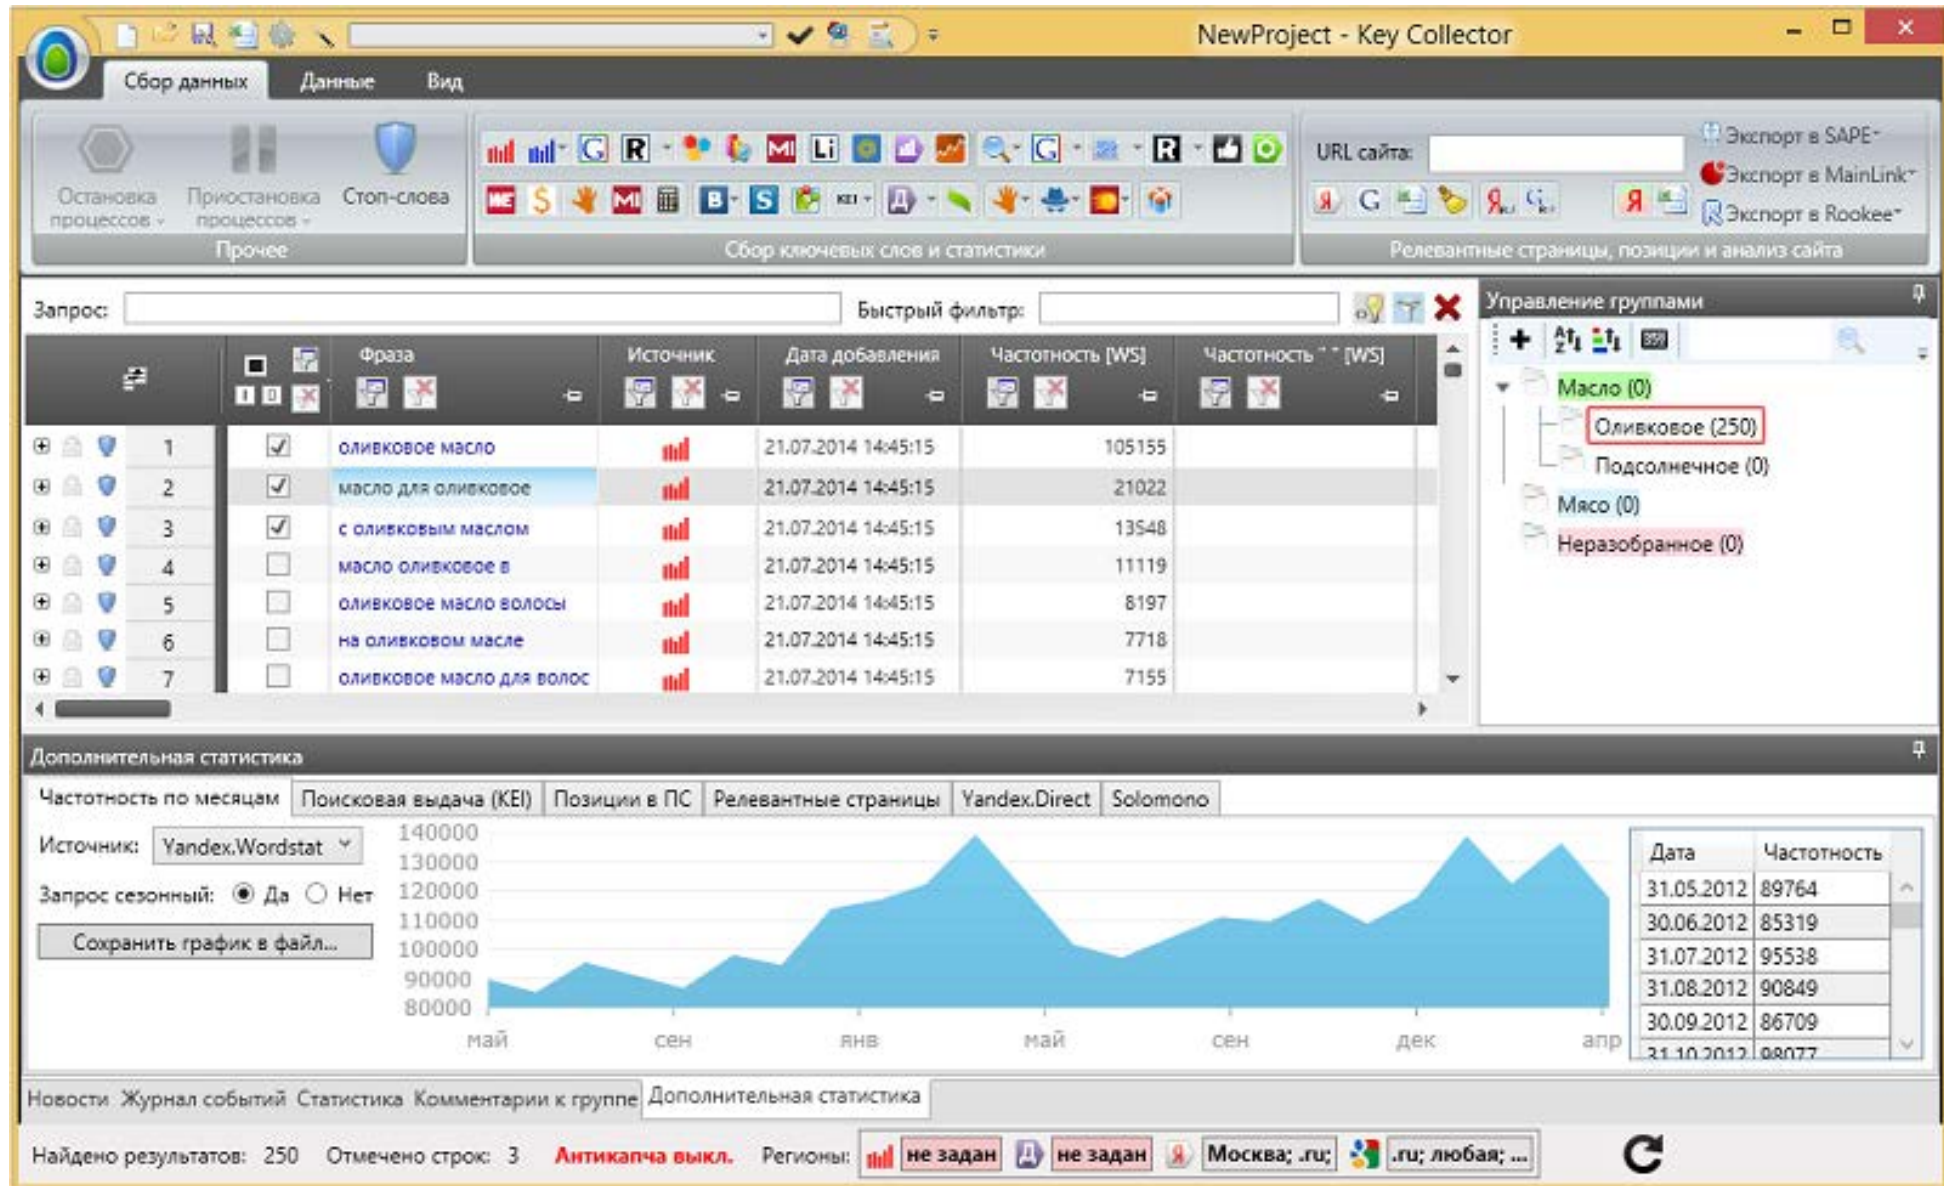 NewProject - Key Collector
Сбор данных Данные Вид
Остановка процессов
Приостановка процессов
Стоп-слова
Прочее
Сбор ключевых слов и статистики
URL сайта:
Экспорт в SAPE
Экспорт в MainLink
Экспорт в Rookee
Релевантные страницы, позиции и анализ сайта
Запрос: Быстрый фильтр:
Фраза Источник Дата добавления Частотность [WS] Частотность " " [WS]
1 оливковое масло 21.07.2014 14:45:15 105155
2 масло для оливковое 21.07.2014 14:45:15 21022
3 с оливковым маслом 21.07.2014 14:45:15 13548
4 масло оливковое в 21.07.2014 14:45:15 11119
5 оливковое масло волосы 21.07.2014 14:45:15 8197
6 на оливковом масле 21.07.2014 14:45:15 7718
7 оливковое масло для волос 21.07.2014 14:45:15 7155
Управление группами
Масло (0)
Оливковое (250)
Подсолнечное (0)
Мясо (0)
Неразобранное (0)
Дополнительная статистика
Частотность по месяцам Поисковая выдача (KEI) Позиции в ПС Релевантные страницы Yandex.Direct Solomono
Источник: Yandex.Wordstat
Запрос сезонный: Да Нет
Сохранить график в файл...
140000
130000
120000
110000
100000
90000
80000
май сен янв май сен дек апр
Дата Частотность
31.05.2012 89764
30.06.2012 85319
31.07.2012 95538
31.08.2012 90849
30.09.2012 86709
31.10.2012 98077
Новости Журнал событий Статистика Комментарии к группе Дополнительная статистика
Найдено результатов: 250 Отмечено строк: 3 Антикапча выкл. Регионы: не задан не задан Москва; .ru; .ru; любая; ...